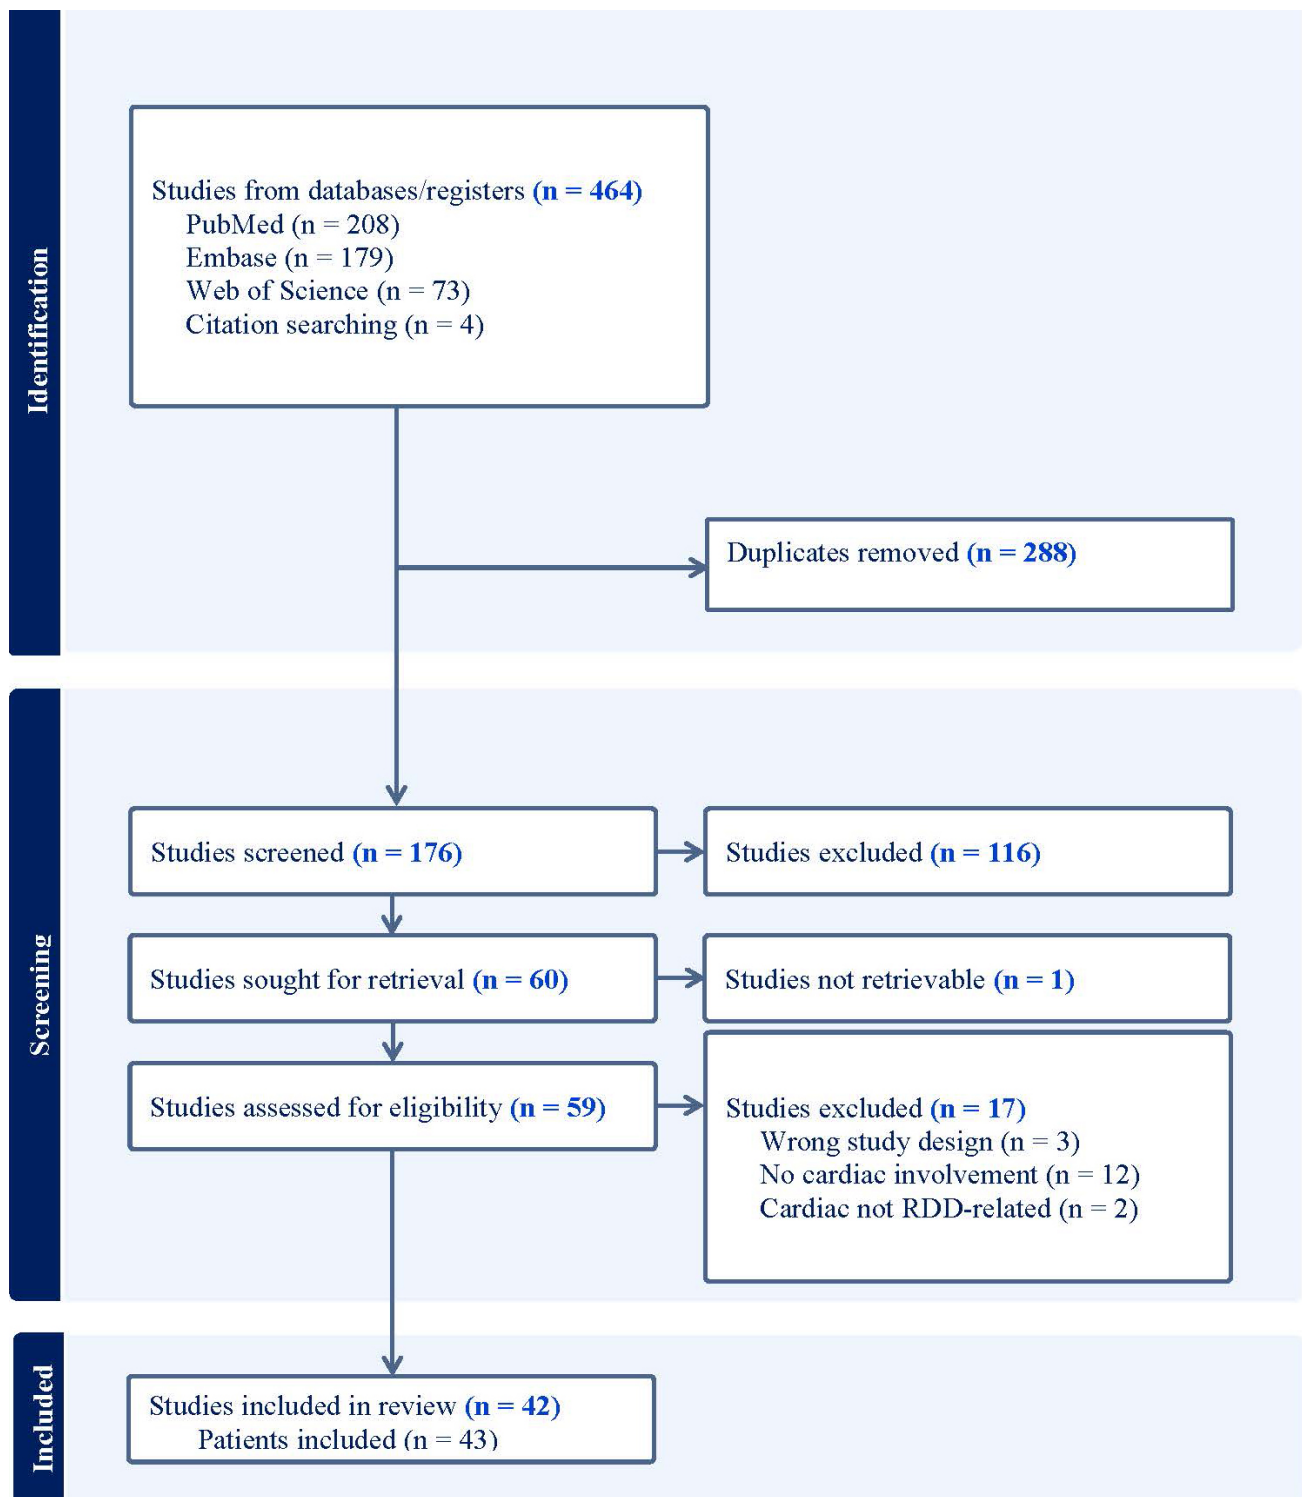 Identification
Studies from databases/registers (n = 464)
PubMed (n = 208)
Embase (n = 179)
Web of Science (n = 73)
Citation searching (n = 4)
Duplicates removed (n = 288)
Screening
Studies screened (n = 176)
Studies excluded (n = 116)
Studies sought for retrieval (n = 60)
Studies not retrievable (n = 1)
Studies assessed for eligibility (n = 59)
Studies excluded (n = 17)
Wrong study design (n = 3)
No cardiac involvement (n = 12)
Cardiac not RDD-related (n = 2)
Included
Studies included in review (n = 42)
Patients included (n = 43)